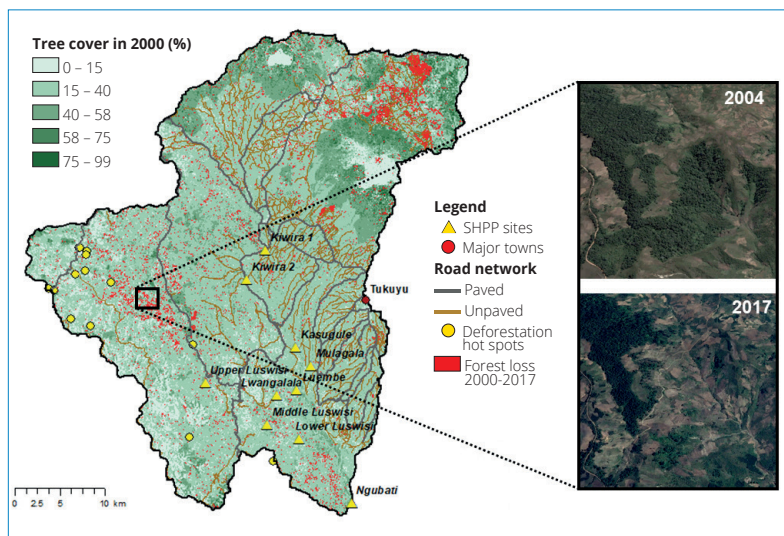 Tree cover in 2000 (%)
0 – 15
15 – 40
40 – 58
58 – 75
75 – 99
2004
Legend
SHPP sites
Major towns
Road network
Paved
Unpaved
Deforestation
hot spots
Forest loss
2000-2017
2017
Kiwira 1
Kiwira 2
Tukuyu
Kasugule
Mulagala
Upper Luswisi
Luembe
Lwangalala
Middle Luswisi
Lower Luswisi
Ngubati
0 2.5 5 10
km